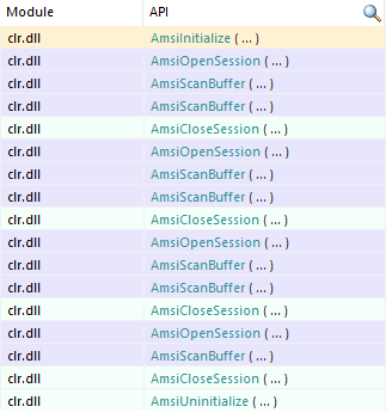 Module API
clr.dll AmsiInitialize ( ... )
clr.dll AmsiOpenSession ( ... )
clr.dll AmsiScanBuffer ( ... )
clr.dll AmsiScanBuffer ( ... )
clr.dll AmsiCloseSession ( ... )
clr.dll AmsiOpenSession ( ... )
clr.dll AmsiScanBuffer ( ... )
clr.dll AmsiScanBuffer ( ... )
clr.dll AmsiCloseSession ( ... )
clr.dll AmsiOpenSession ( ... )
clr.dll AmsiScanBuffer ( ... )
clr.dll AmsiScanBuffer ( ... )
clr.dll AmsiCloseSession ( ... )
clr.dll AmsiOpenSession ( ... )
clr.dll AmsiScanBuffer ( ... )
clr.dll AmsiCloseSession ( ... )
clr.dll AmsiUninitialize ( ... )